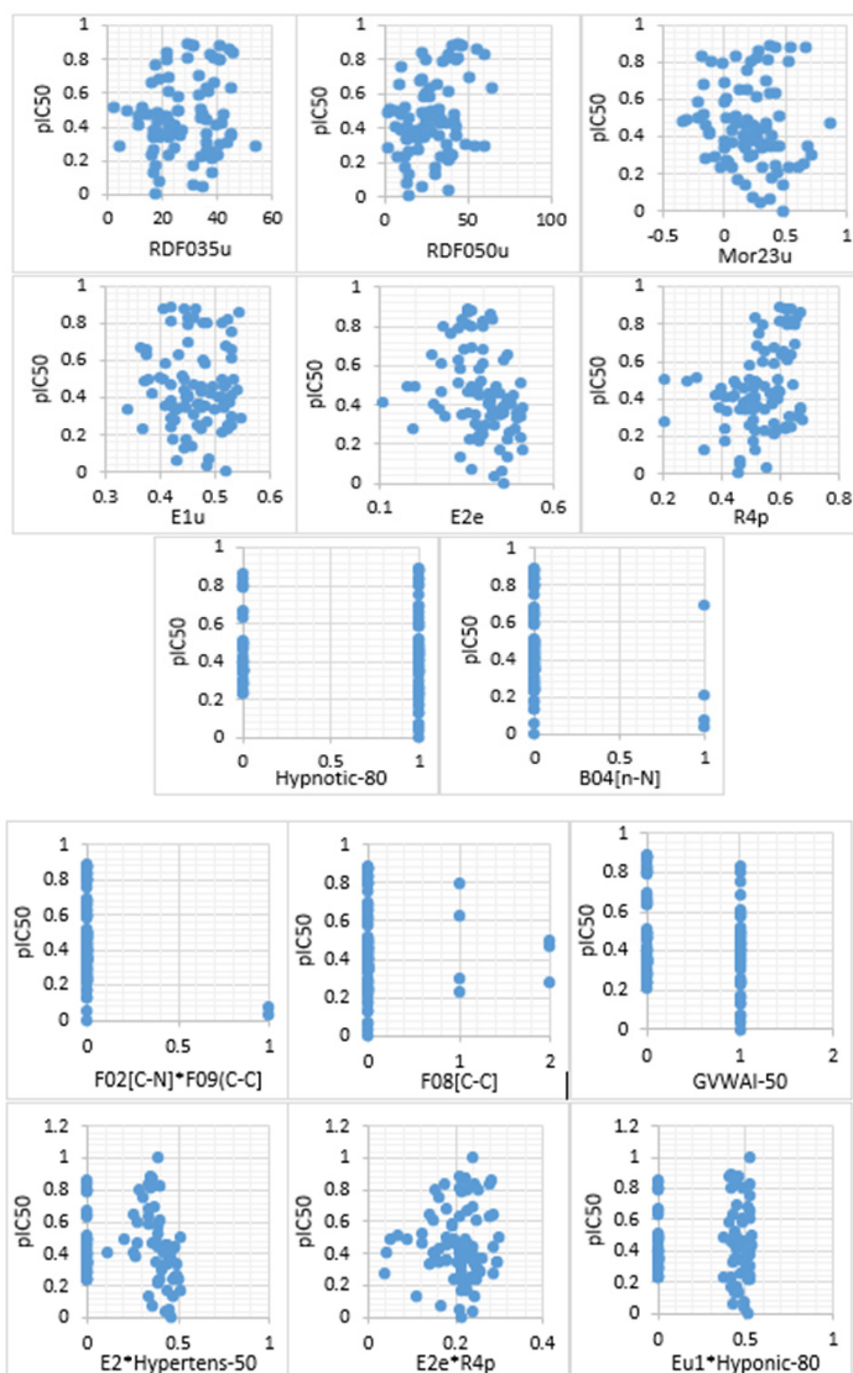 1 1 1
0.8 0.8 0.8
pIC50 0.6 pIC50 0.6 pIC50 0.6
0.4 0.4 0.4
0.2 0.2 0.2
0 0 0
0 20 40 60 0 50 100 -0.5 0 0.5 1
RDF035u RDF050u Mor23u
1 1 1
0.8 0.8 0.8
pIC50 0.6 pIC50 0.6 pIC50 0.6
0.4 0.4 0.4
0.2 0.2 0.2
0 0 0
0.3 0.4 0.5 0.6 0.1 0.6 0.2 0.4 0.6 0.8
E1u E2e R4p
1 1
0.8 0.8
pIC50 0.6 pIC50 0.6
0.4 0.4
0.2 0.2
0 0
0 0.5 1 0 0.5 1
Hypnotic-80 B04[n-N]
1 1 1
0.8 0.8 0.8
pIC50 0.6 pIC50 0.6 pIC50 0.6
0.4 0.4 0.4
0.2 0.2 0.2
0 0 0
0 0.5 1 0 1 2 0 1 2
F02[C-N]*F09(C-C] F08[C-C] GVWAI-50
1.2 1.2 1.2
1 1 1
0.8 0.8 0.8
pIC50 0.6 pIC50 0.6 pIC50 0.6
0.4 0.4 0.4
0.2 0.2 0.2
0 0 0
0 0.5 1 0 0.2 0.4 0 0.5 1
E2*Hypertens-50 E2e*R4p Eu1*Hyponic-80